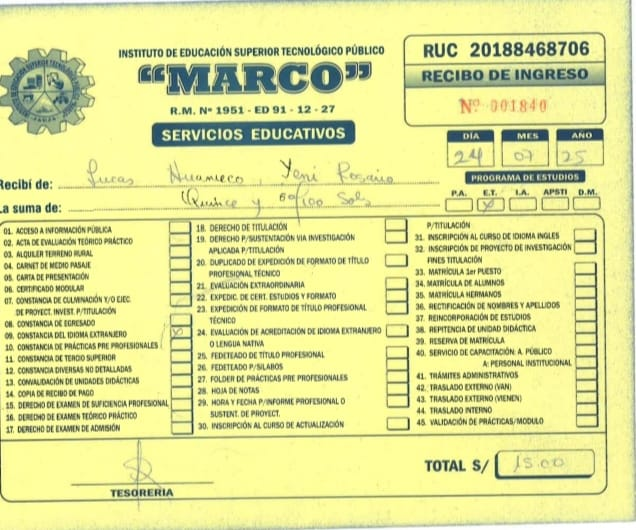 INSTITUTO DE EDUCACIÓN SUPERIOR TECNOLÓGICO PÚBLICO
“MARCO”
R.M. Nº 1951 - ED 91 - 12 - 27
SERVICIOS EDUCATIVOS
RUC 20188468706
RECIBO DE INGRESO
Nº 001840
DÍA MES AÑO
24 07 25
PROGRAMA DE ESTUDIOS
P.A. E.T. I.A. APSTI D.M.
X
Recibí de: Lucas Huameco, Yeni Rosario
La suma de: Quince y 00/100 Sols
01. ACCESO A INFORMACIÓN PÚBLICA
02. ACTA DE EVALUACIÓN TEÓRICO PRÁCTICO
03. ALQUILER TERRENO RURAL
04. CARNET DE MEDIO PASAJE
05. CARTA DE PRESENTACIÓN
06. CERTIFICADO MODULAR
07. CONSTANCIA DE CULMINACIÓN Y/O EJEC.
DE PROYECT. INVEST. P/TITULACIÓN
08. CONSTANCIA DE EGRESADO
09. CONSTANCIA DEL IDIOMA EXTRANJERO X
10. CONSTANCIA DE PRÁCTICAS PRE PROFESIONALES
11. CONSTANCIA DE TERCIO SUPERIOR
12. CONSTANCIA DIVERSAS NO DETALLADAS
13. CONVALIDACIÓN DE UNIDADES DIDÁCTICAS
14. COPIA DE RECIBO DE PAGO
15. DERECHO DE EXAMEN DE SUFICIENCIA PROFESIONAL
16. DERECHO DE EXAMEN TEÓRICO PRÁCTICO
17. DERECHO DE EXAMEN DE ADMISIÓN
18. DERECHO DE TITULACIÓN
19. DERECHO P/SUSTENTACIÓN VIA INVESTIGACIÓN
APLICADA P/TITULACIÓN
20. DUPLICADO DE EXPEDICIÓN DE FORMATO DE TÍTULO
PROFESIONAL TÉCNICO
21. EVALUACIÓN EXTRAORDINARIA
22. EXPEDIC. DE CERT. ESTUDIOS Y FORMATO
23. EXPEDICIÓN DE FORMATO DE TÍTULO PROFESIONAL
TÉCNICO
24. EVALUACIÓN DE ACREDITACIÓN DE IDIOMA EXTRANJERO
O LENGUA NATIVA
25. FEDETEADO DE TÍTULO PROFESIONAL
26. FEDETEADO P/SILABOS
27. FOLDER DE PRÁCTICAS PRE PROFESIONALES
28. HOJA DE NOTAS
29. HORA Y FECHA P/INFORME PROFESIONAL O
SUSTENT. DE PROYECT.
30. INSCRIPCIÓN AL CURSO DE ACTUALIZACIÓN
P/TITULACIÓN
31. INSCRIPCIÓN AL CURSO DE IDIOMA INGLES
32. INSCRIPCIÓN DE PROYECTO DE INVESTIGACIÓN
FINES TITULACIÓN
33. MATRÍCULA 1er PUESTO
34. MATRÍCULA DE ALUMNOS
35. MATRÍCULA HERMANOS
36. RECTIFICACIÓN DE NOMBRES Y APELLIDOS
37. REINCORPORACIÓN DE ESTUDIOS
38. REPITENCIA DE UNIDAD DIDÁCTICA
39. RESERVA DE MATRÍCULA
40. SERVICIO DE CAPACITACIÓN: A. PÚBLICO
A: PERSONAL INSTITUCIONAL
41. TRÁMITES ADMINISTRATIVOS
42. TRASLADO EXTERNO (VAN)
43. TRASLADO EXTERNO (VIENEN)
44. TRASLADO INTERNO
45. VALIDACIÓN DE PRÁCTICAS/MODULO
TESORERIA
TOTAL S/ 15.00